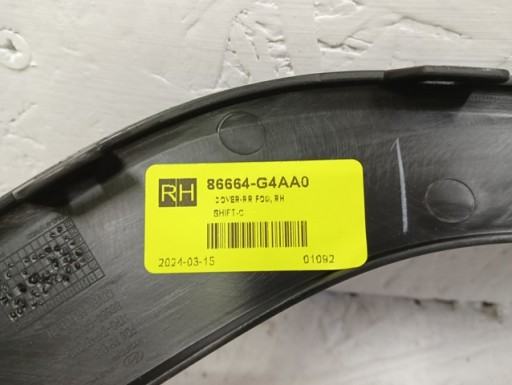 RH 86664-G4AA0
COVER-RR FOG, RH
SHIFT-C
2024-03-15 01092